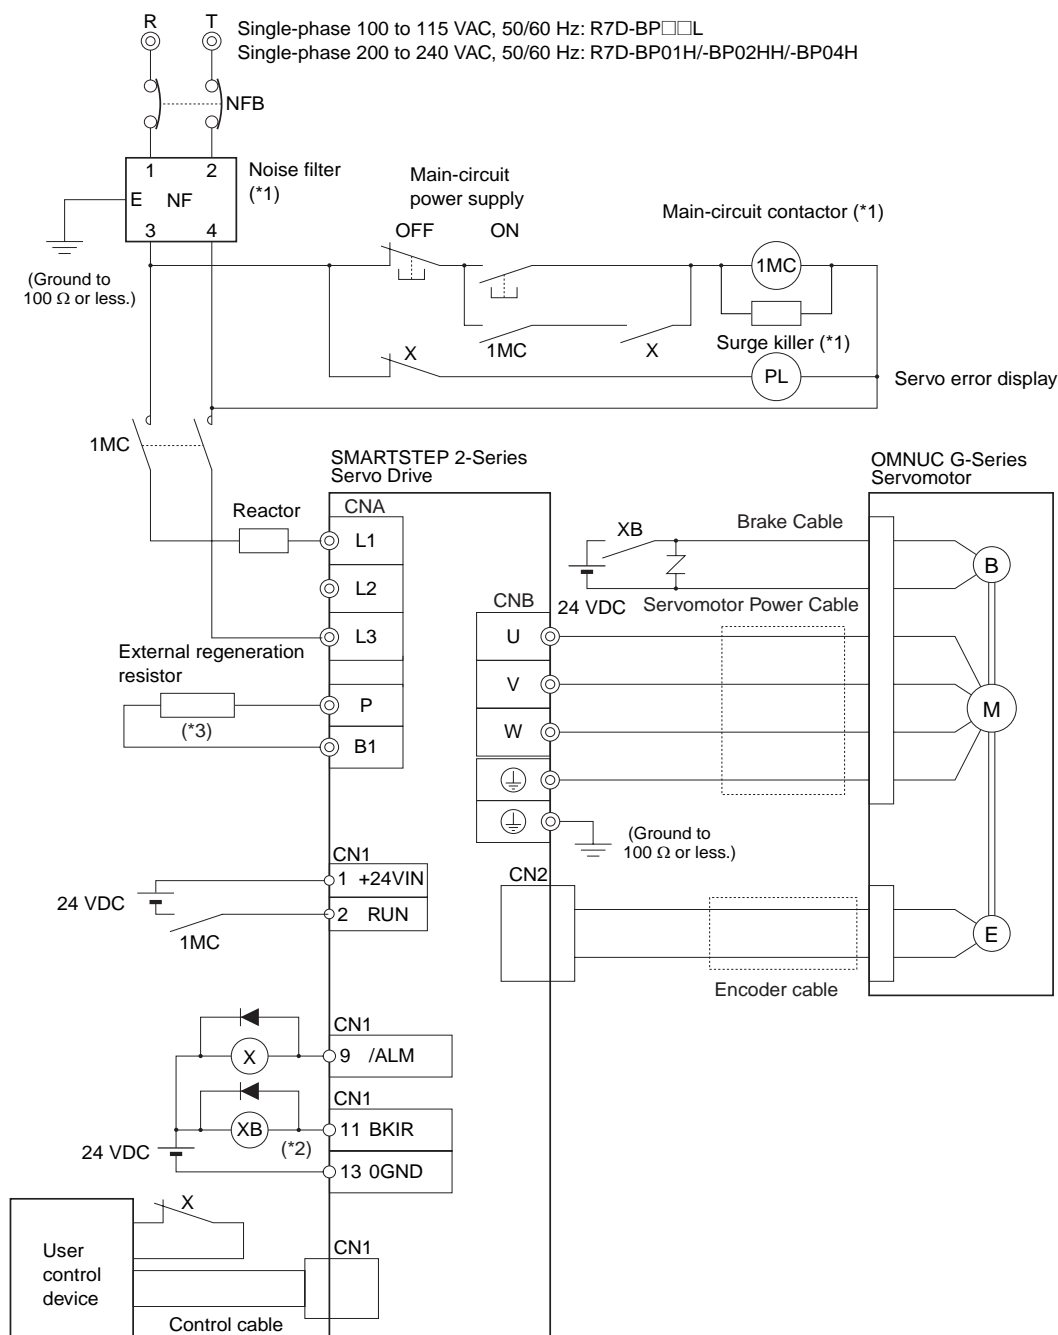 R T
Single-phase 100 to 115 VAC, 50/60 Hz: R7D-BP□□L
Single-phase 200 to 240 VAC, 50/60 Hz: R7D-BP01H/-BP02HH/-BP04H
NFB
1 2
E NF
3 4
Noise filter
(*1)
(Ground to
100 Ω or less.)
Main-circuit
power supply
OFF ON
Main-circuit contactor (*1)
1MC
1MC
X
Surge killer (*1)
X
PL
Servo error display
1MC
SMARTSTEP 2-Series
Servo Drive
OMNUC G-Series
Servomotor
Reactor
CNA
L1
L2
L3
External regeneration
resistor
(*3)
P
B1
XB
24 VDC
Brake Cable
B
CNB
Servomotor Power Cable
U
V
W
M
(Ground to
100 Ω or less.)
CN1
1 +24VIN
2 RUN
24 VDC
1MC
CN2
E
Encoder cable
CN1
X
9 /ALM
CN1
XB
(*2)
11 BKIR
24 VDC
13 0GND
X
User
control
device
CN1
Control cable